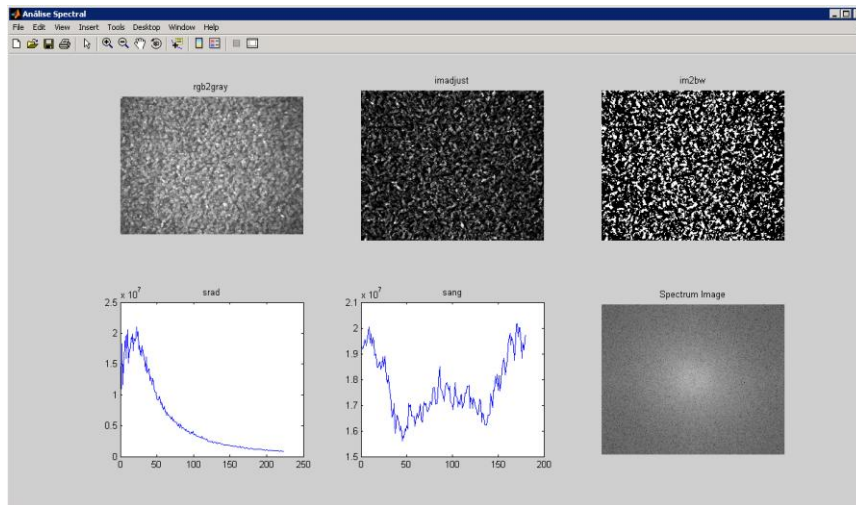 Análise Spectral
File Edit View Insert Tools Desktop Window Help
rgb2gray
imadjust
im2bw
srad
x 10^7
2.5
2
1.5
1
0.5
0
0 50 100 150 200 250
sang
x 10^7
2.1
2
1.9
1.8
1.7
1.6
1.5
0 50 100 150 200
Spectrum Image